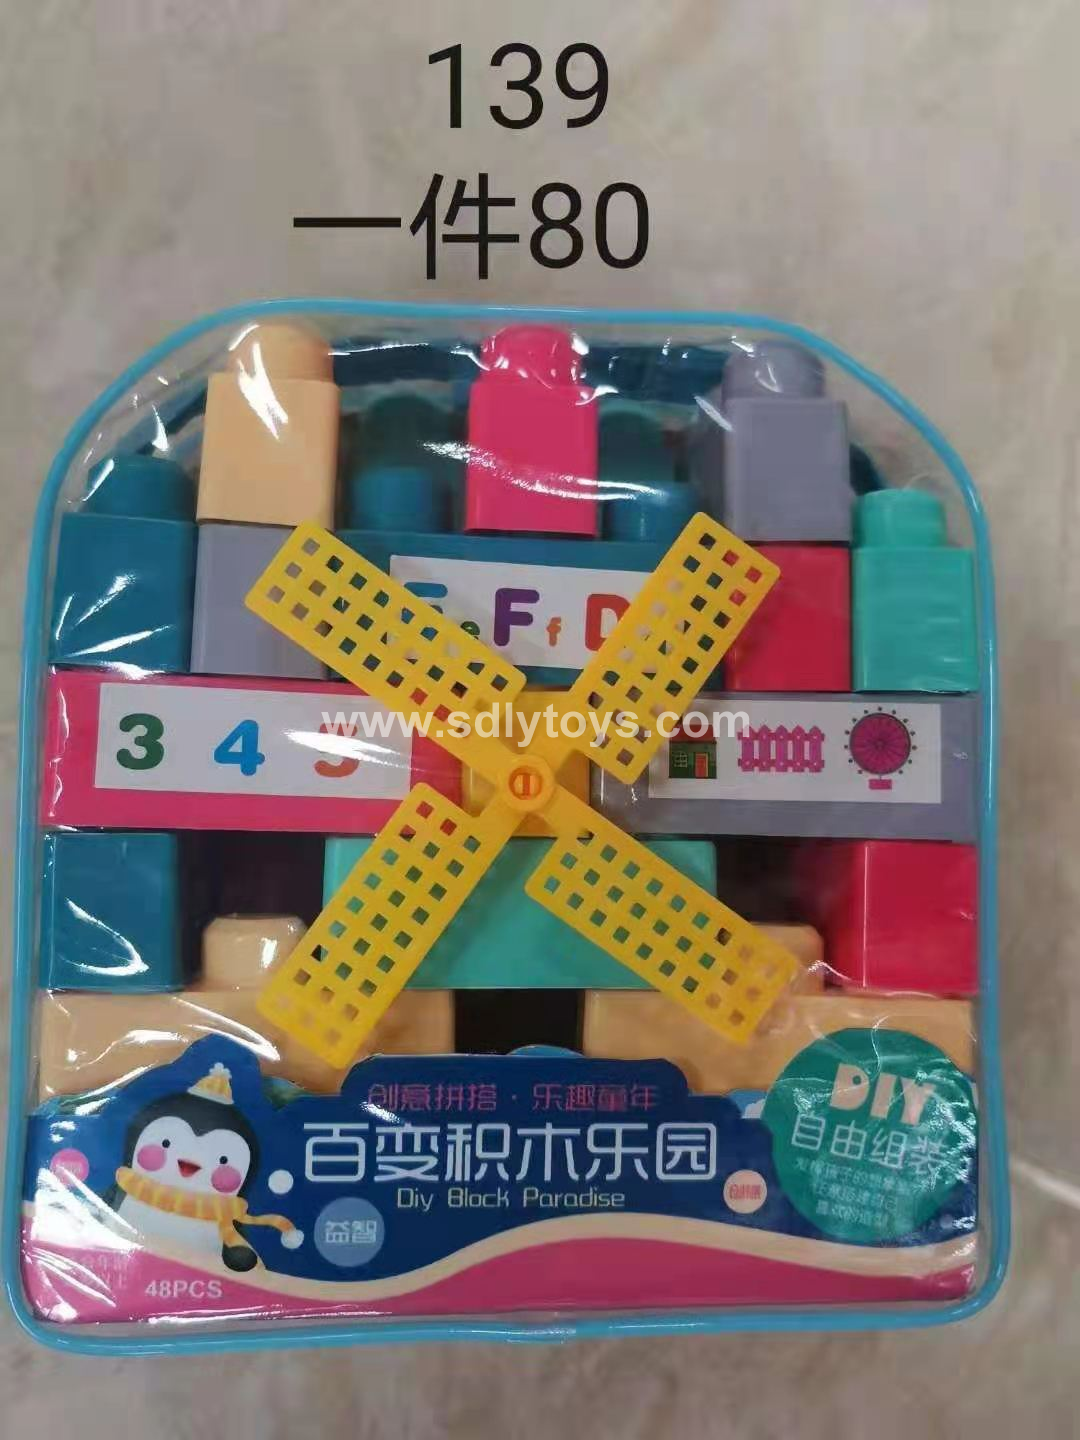 139
一件80
e F f D
www.sdlytoys.com
3 4 5
创意拼搭·乐趣童年
百变积木乐园
Diy Block Paradise
益智
DIY
自由组装
48PCS